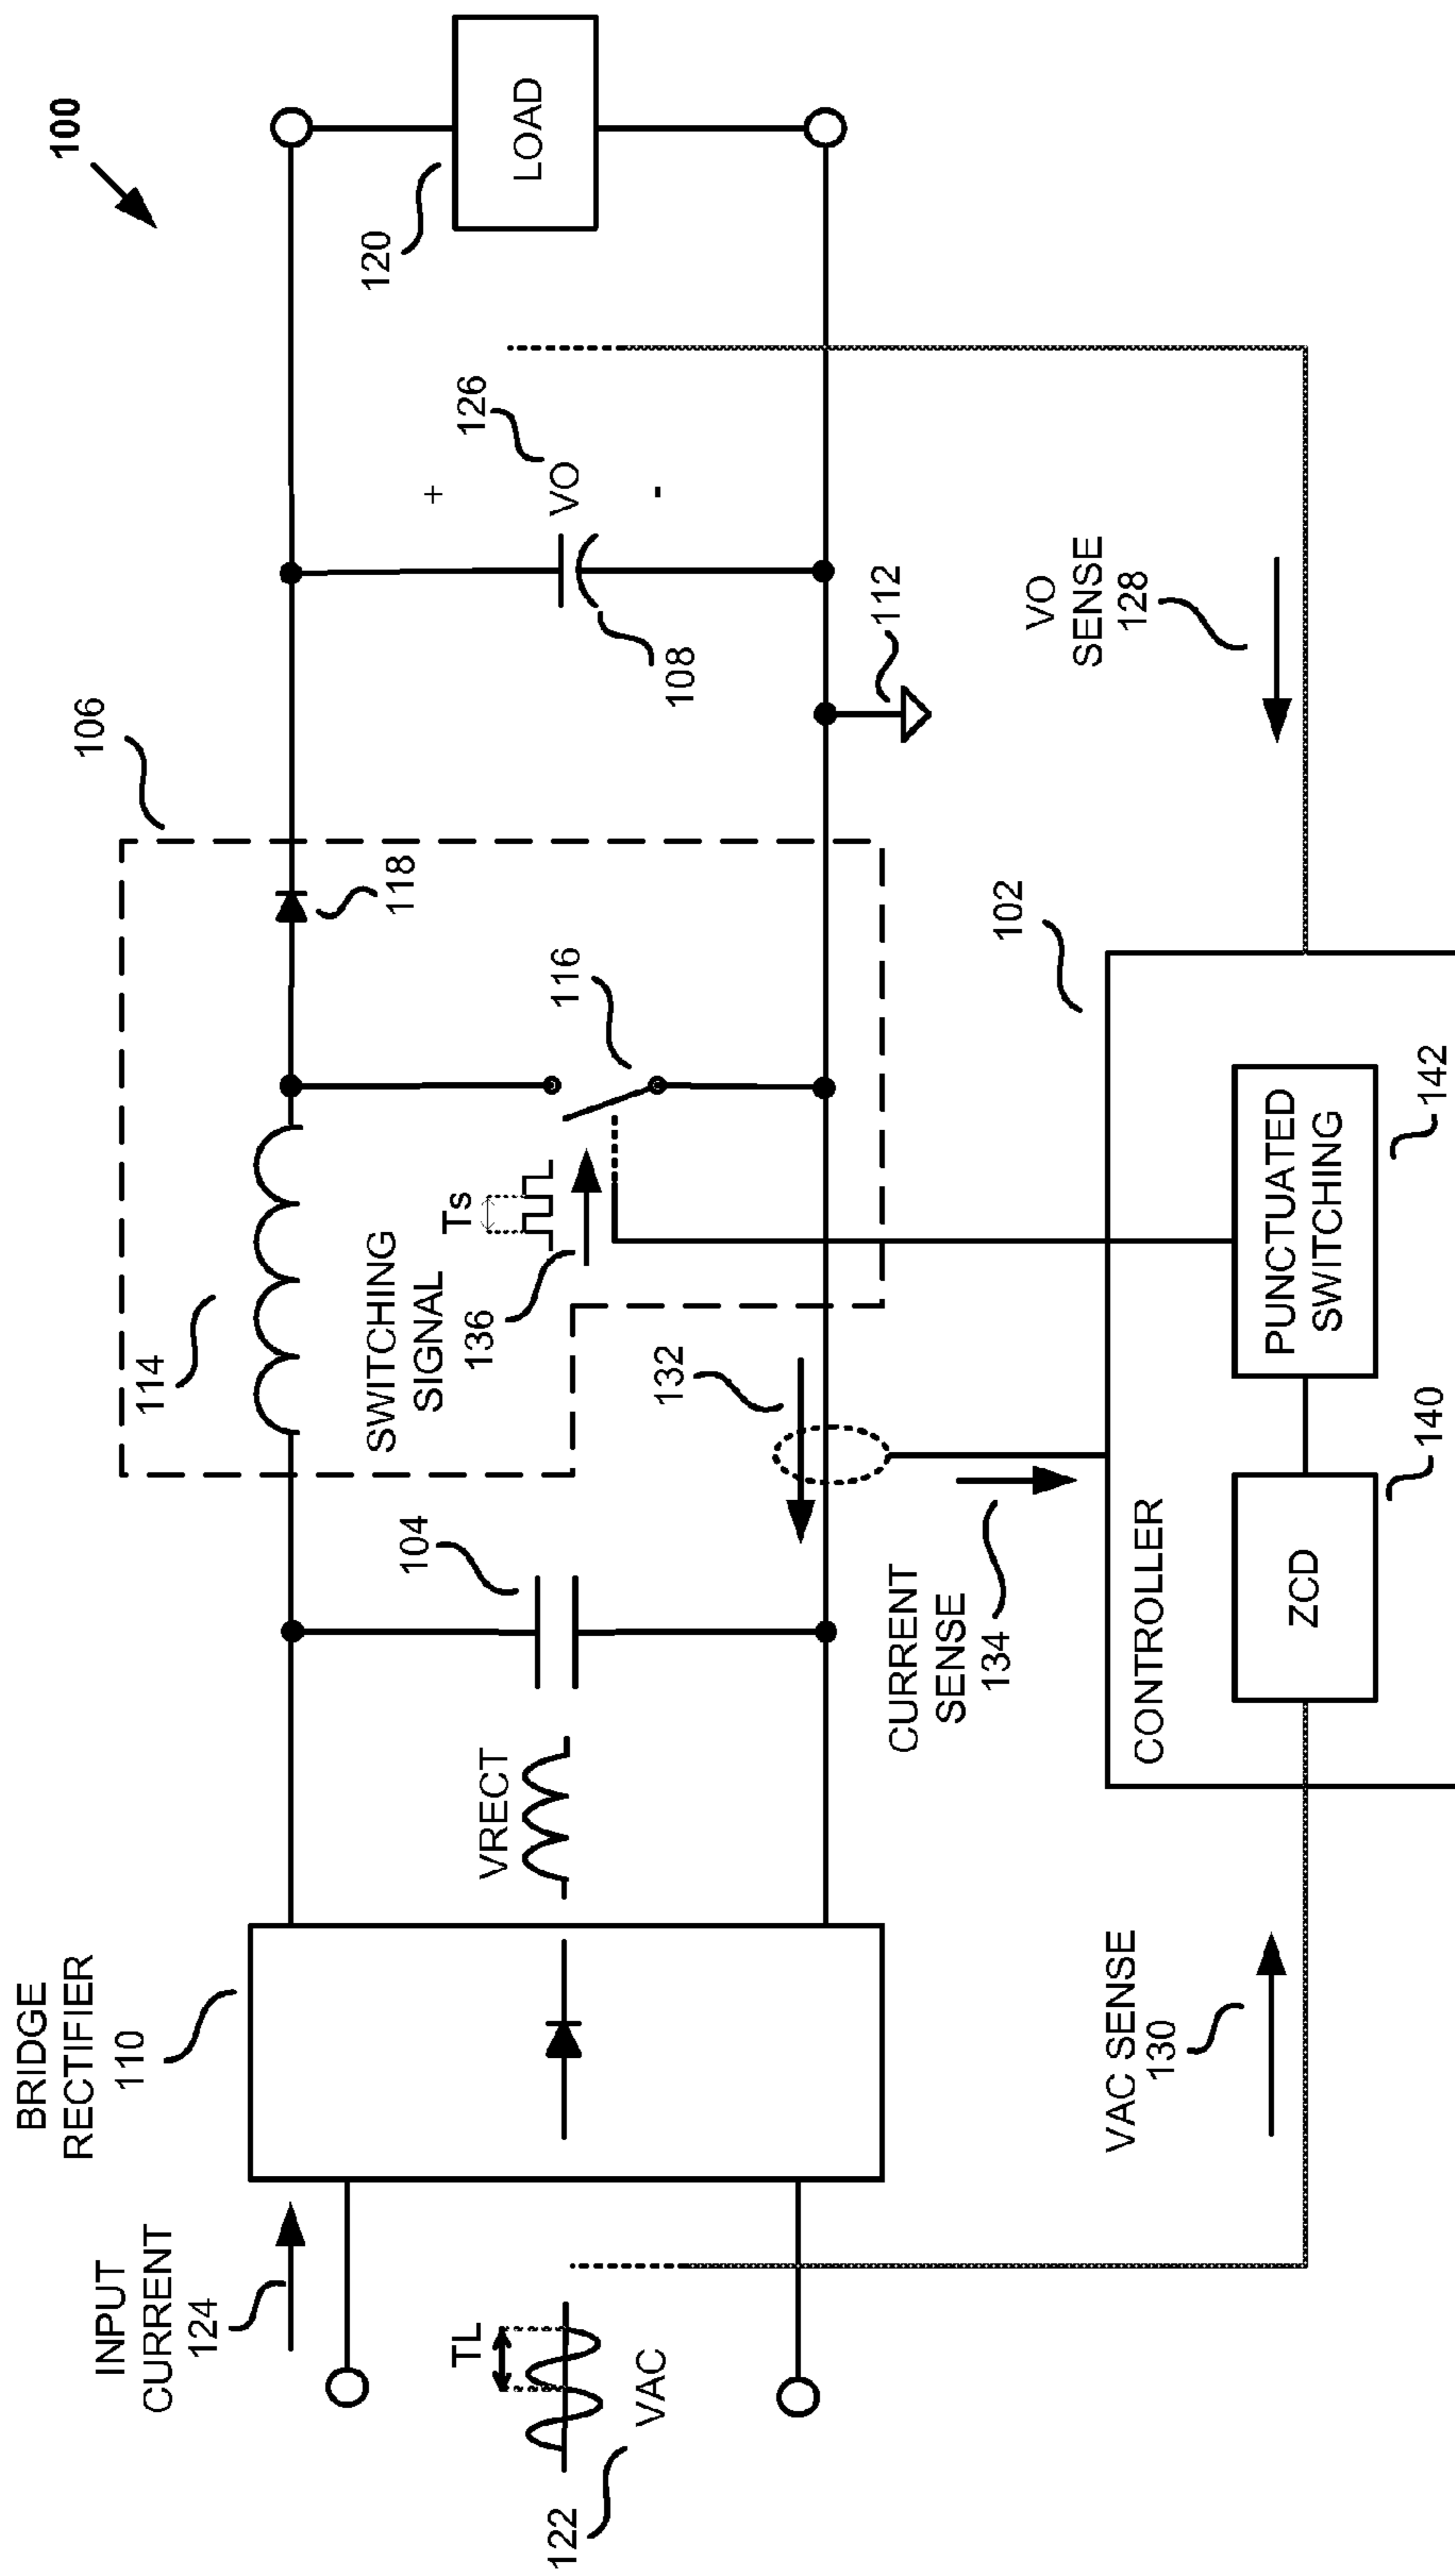 100
106
BRIDGE
RECTIFIER
110
INPUT
CURRENT
124
114
118
120
LOAD
TL
VAC
122
VRECT
104
SWITCHING
SIGNAL
136
Ts
116
+
VO
-
126
108
132
112
CURRENT
SENSE
134
102
VO
SENSE
128
VAC SENSE
130
CONTROLLER
ZCD
140
PUNCTUATED
SWITCHING
142